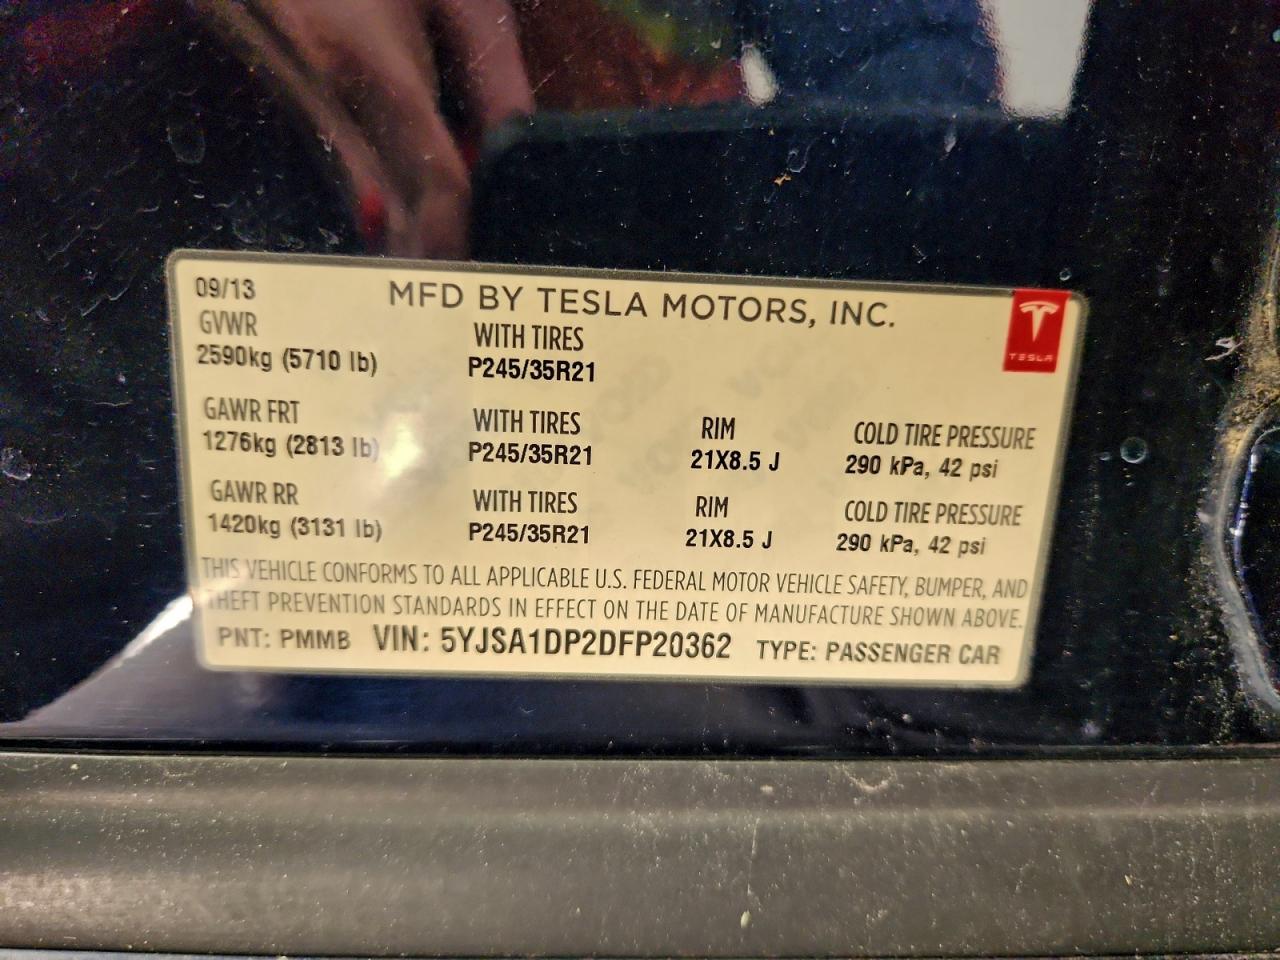 09/13 MFD BY TESLA MOTORS, INC.
TESLA
GVWR WITH TIRES
2590kg (5710 lb) P245/35R21
GAWR FRT WITH TIRES RIM COLD TIRE PRESSURE
1276kg (2813 lb) P245/35R21 21X8.5 J 290 kPa, 42 psi
GAWR RR WITH TIRES RIM COLD TIRE PRESSURE
1420kg (3131 lb) P245/35R21 21X8.5 J 290 kPa, 42 psi
THIS VEHICLE CONFORMS TO ALL APPLICABLE U.S. FEDERAL MOTOR VEHICLE SAFETY, BUMPER, AND
THEFT PREVENTION STANDARDS IN EFFECT ON THE DATE OF MANUFACTURE SHOWN ABOVE.
PNT: PMMB VIN: 5YJSA1DP2DFP20362 TYPE: PASSENGER CAR